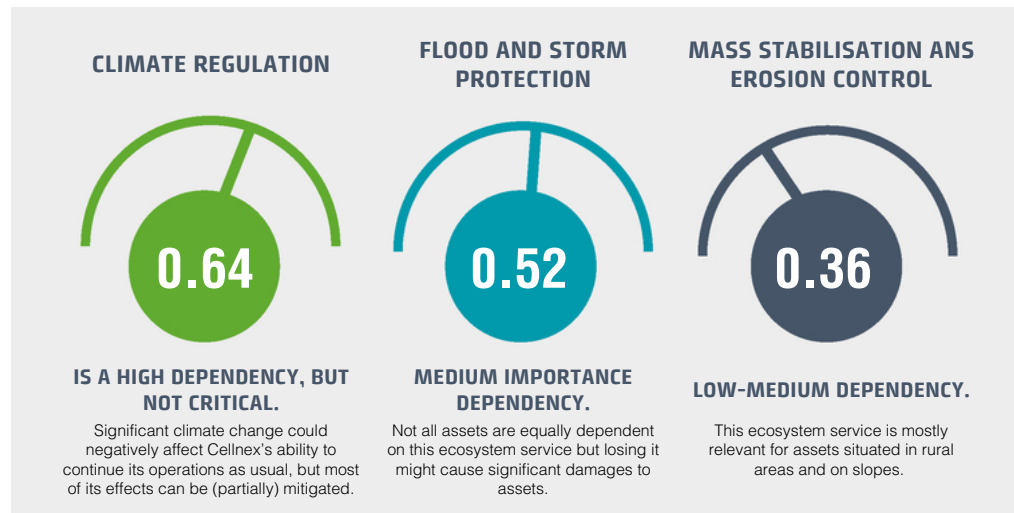 CLIMATE REGULATION
0.64
IS A HIGH DEPENDENCY, BUT
NOT CRITICAL.
Significant climate change could
negatively affect Cellnex's ability to
continue its operations as usual, but most
of its effects can be (partially) mitigated.
FLOOD AND STORM
PROTECTION
0.52
MEDIUM IMPORTANCE
DEPENDENCY.
Not all assets are equally dependent
on this ecosystem service but losing it
might cause significant damages to
assets.
MASS STABILISATION ANS
EROSION CONTROL
0.36
LOW-MEDIUM DEPENDENCY.
This ecosystem service is mostly
relevant for assets situated in rural
areas and on slopes.